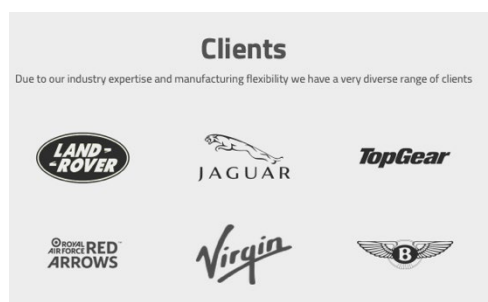 Clients
Due to our industry expertise and manufacturing flexibility we have a very diverse range of clients
LAND-
-ROVER
JAGUAR
TopGear
ROYAL
AIR FORCE RED
ARROWS
Virgin
B